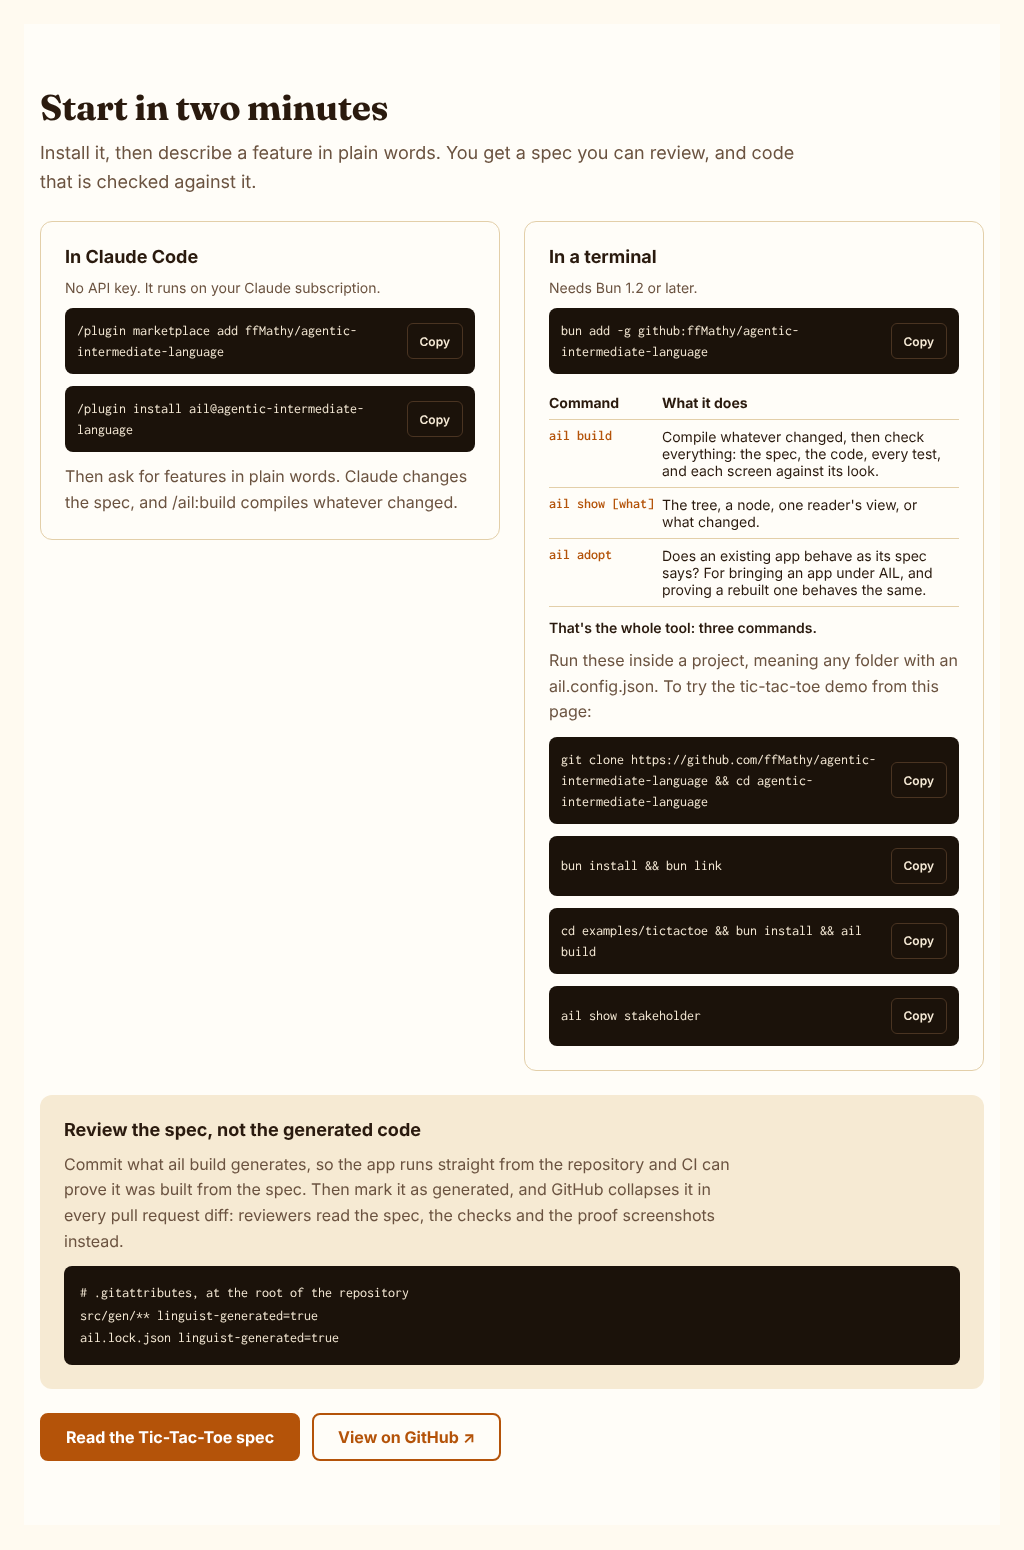 Start in two minutes
Install it, then describe a feature in plain words. You get a spec you can review, and code
that is checked against it.
In Claude Code
No API key. It runs on your Claude subscription.
/plugin marketplace add ffMathy/agentic-
intermediate-language
Copy
/plugin install ail@agentic-intermediate-
language
Copy
Then ask for features in plain words. Claude changes
the spec, and /ail:build compiles whatever changed.
In a terminal
Needs Bun 1.2 or later.
bun add -g github:ffMathy/agentic-
intermediate-language
Copy
Command What it does
ail build Compile whatever changed, then check
everything: the spec, the code, every test,
and each screen against its look.
ail show [what] The tree, a node, one reader's view, or
what changed.
ail adopt Does an existing app behave as its spec
says? For bringing an app under AIL, and
proving a rebuilt one behaves the same.
That's the whole tool: three commands.
Run these inside a project, meaning any folder with an
ail.config.json. To try the tic-tac-toe demo from this
page:
git clone https://github.com/ffMathy/agentic-
intermediate-language && cd agentic-
intermediate-language
Copy
bun install && bun link
Copy
cd examples/tictactoe && bun install && ail
build
Copy
ail show stakeholder
Copy
Review the spec, not the generated code
Commit what ail build generates, so the app runs straight from the repository and CI can
prove it was built from the spec. Then mark it as generated, and GitHub collapses it in
every pull request diff: reviewers read the spec, the checks and the proof screenshots
instead.
# .gitattributes, at the root of the repository
src/gen/** linguist-generated=true
ail.lock.json linguist-generated=true
Read the Tic-Tac-Toe spec
View on GitHub ↗